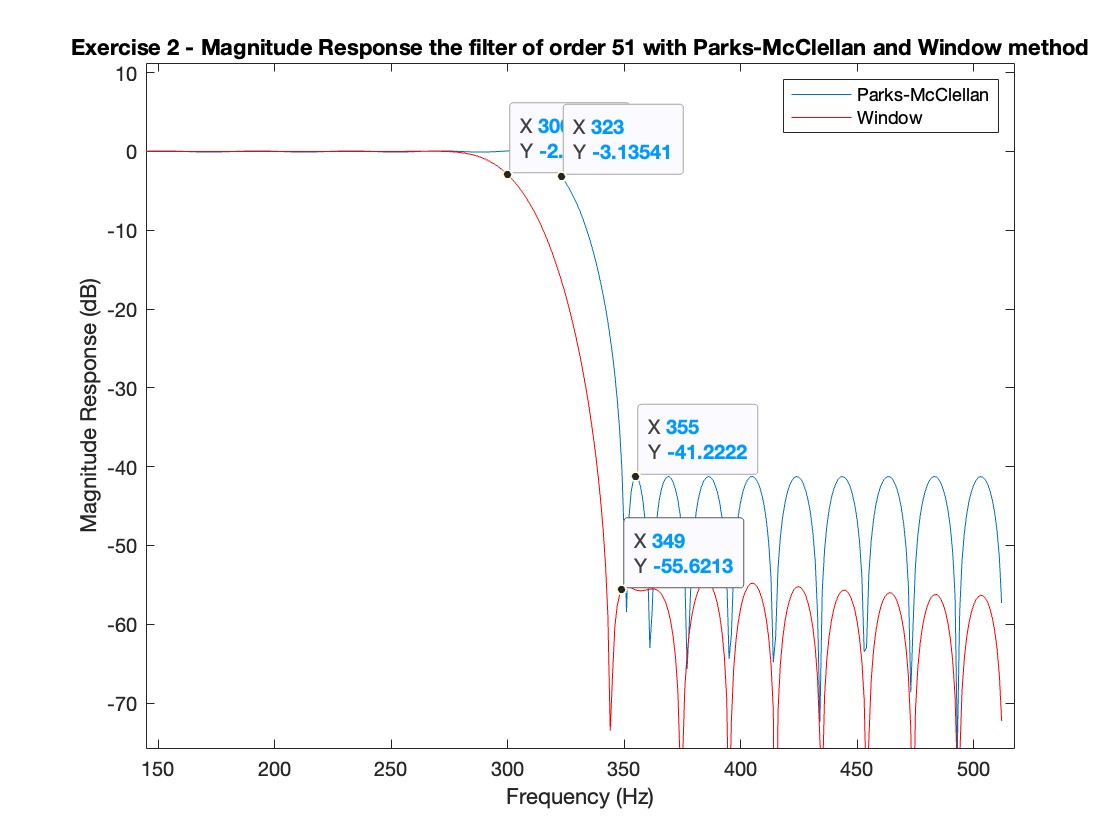 Exercise 2 - Magnitude Response the filter of order 51 with Parks-McClellan and Window method
Parks-McClellan
Window
X 323
Y -3.13541
X 355
Y -41.2222
X 349
Y -55.6213
10
0
-10
-20
-30
-40
-50
-60
-70
Magnitude Response (dB)
150 200 250 300 350 400 450 500
Frequency (Hz)